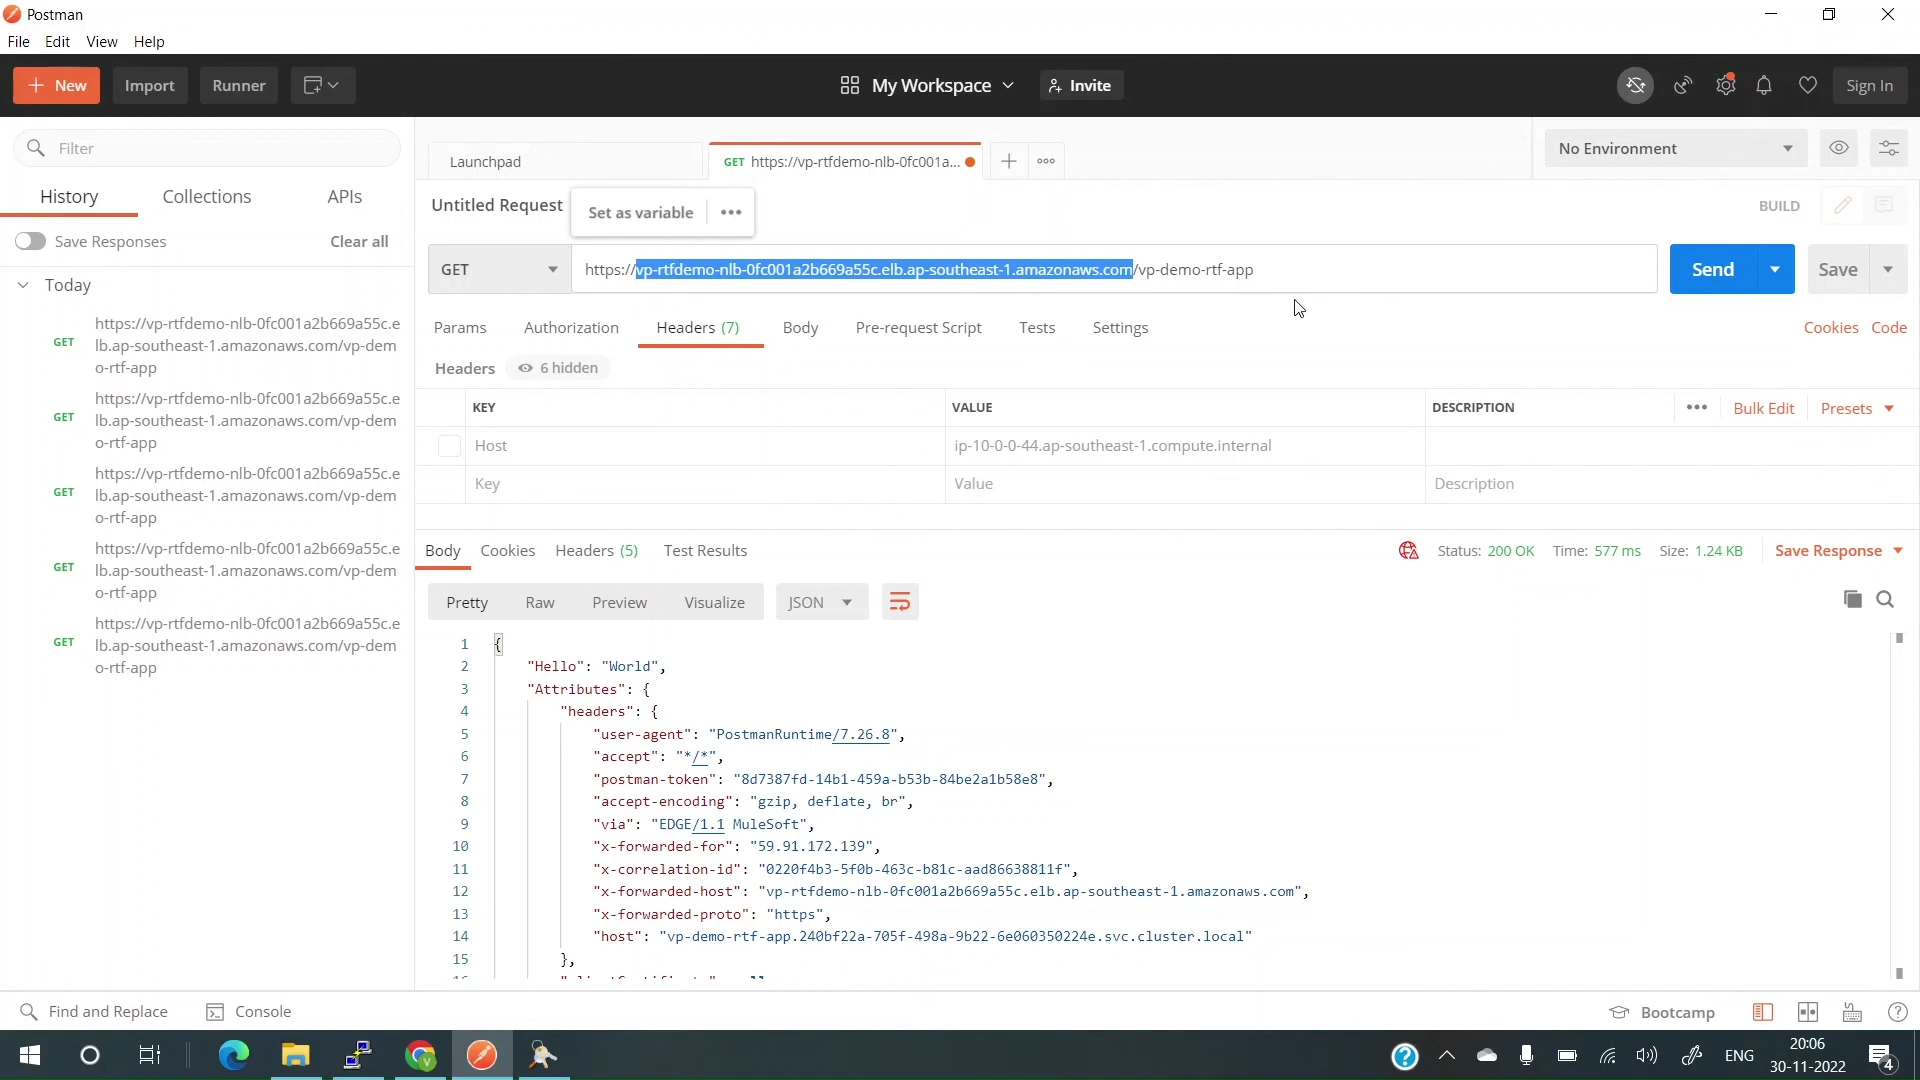 Postman
File Edit View Help
New Import Runner My Workspace Invite Sign In
Filter
History Collections APIs
Save Responses Clear all
Today
GET https://vp-rtfdemo-nlb-0fc001a2b669a55c.e
lb.ap-southeast-1.amazonaws.com/vp-dem
o-rtf-app
GET https://vp-rtfdemo-nlb-0fc001a2b669a55c.e
lb.ap-southeast-1.amazonaws.com/vp-dem
o-rtf-app
GET https://vp-rtfdemo-nlb-0fc001a2b669a55c.e
lb.ap-southeast-1.amazonaws.com/vp-dem
o-rtf-app
GET https://vp-rtfdemo-nlb-0fc001a2b669a55c.e
lb.ap-southeast-1.amazonaws.com/vp-dem
o-rtf-app
GET https://vp-rtfdemo-nlb-0fc001a2b669a55c.e
lb.ap-southeast-1.amazonaws.com/vp-dem
o-rtf-app
Launchpad GET https://vp-rtfdemo-nlb-0fc001a...
No Environment
Untitled Request Set as variable BUILD
GET https://vp-rtfdemo-nlb-0fc001a2b669a55c.elb.ap-southeast-1.amazonaws.com/vp-demo-rtf-app Send Save
Params Authorization Headers (7) Body Pre-request Script Tests Settings Cookies Code
Headers 6 hidden
KEY VALUE DESCRIPTION Bulk Edit Presets
Host ip-10-0-0-44.ap-southeast-1.compute.internal
Key Value Description
Body Cookies Headers (5) Test Results Status: 200 OK Time: 577 ms Size: 1.24 KB Save Response
Pretty Raw Preview Visualize JSON
1 {
2 "Hello": "World",
3 "Attributes": {
4 "headers": {
5 "user-agent": "PostmanRuntime/7.26.8",
6 "accept": "*/*",
7 "postman-token": "8d7387fd-14b1-459a-b53b-84be2a1b58e8",
8 "accept-encoding": "gzip, deflate, br",
9 "via": "EDGE/1.1 MuleSoft",
10 "x-forwarded-for": "59.91.172.139",
11 "x-correlation-id": "0220f4b3-5f0b-463c-b81c-aad86638811f",
12 "x-forwarded-host": "vp-rtfdemo-nlb-0fc001a2b669a55c.elb.ap-southeast-1.amazonaws.com",
13 "x-forwarded-proto": "https",
14 "host": "vp-demo-rtf-app.240bf22a-705f-498a-9b22-6e060350224e.svc.cluster.local"
15 },
Find and Replace Console Bootcamp
ENG 20:06
30-11-2022 4